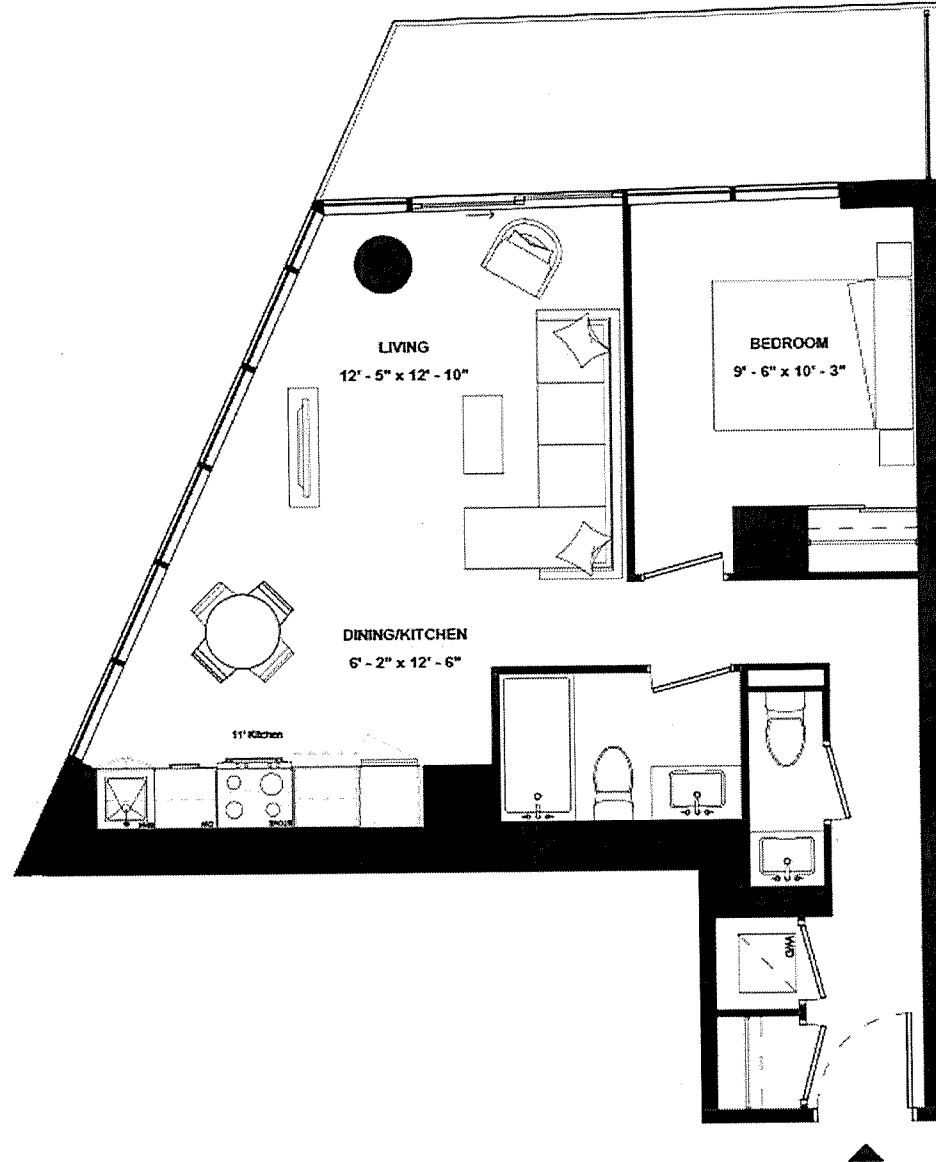 LIVING
12' - 5" x 12' - 10"
BEDROOM
9' - 6" x 10' - 3"
DINING/KITCHEN
6' - 2" x 12' - 6"
11' Kitchen
W/D